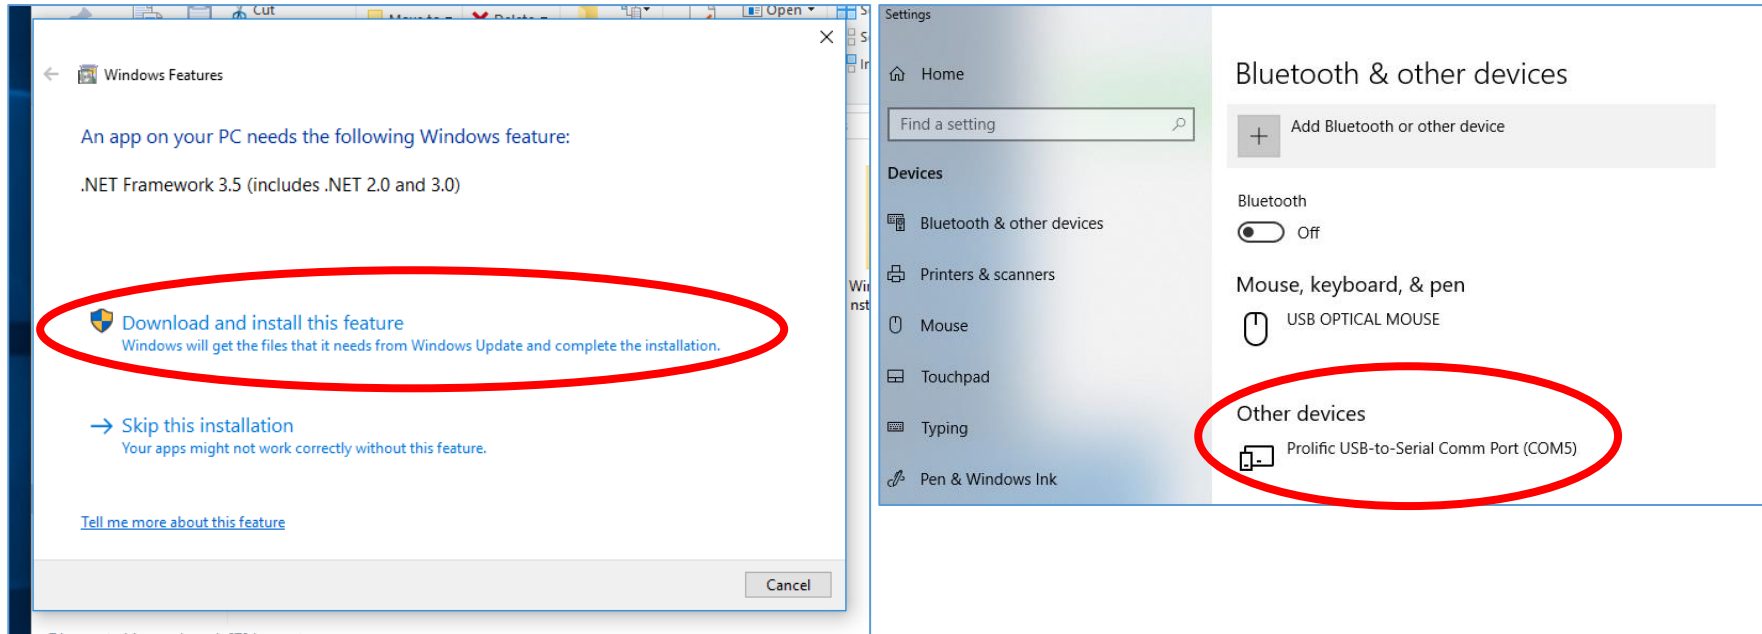 Cut
Move to
Delete
Open
Windows Features
An app on your PC needs the following Windows feature:
.NET Framework 3.5 (includes .NET 2.0 and 3.0)
Download and install this feature
Windows will get the files that it needs from Windows Update and complete the installation.
Skip this installation
Your apps might not work correctly without this feature.
Tell me more about this feature
Cancel
Settings
Home
Find a setting
Devices
Bluetooth & other devices
Printers & scanners
Mouse
Touchpad
Typing
Pen & Windows Ink
Bluetooth & other devices
Add Bluetooth or other device
Bluetooth
Off
Mouse, keyboard, & pen
USB OPTICAL MOUSE
Other devices
Prolific USB-to-Serial Comm Port (COM5)